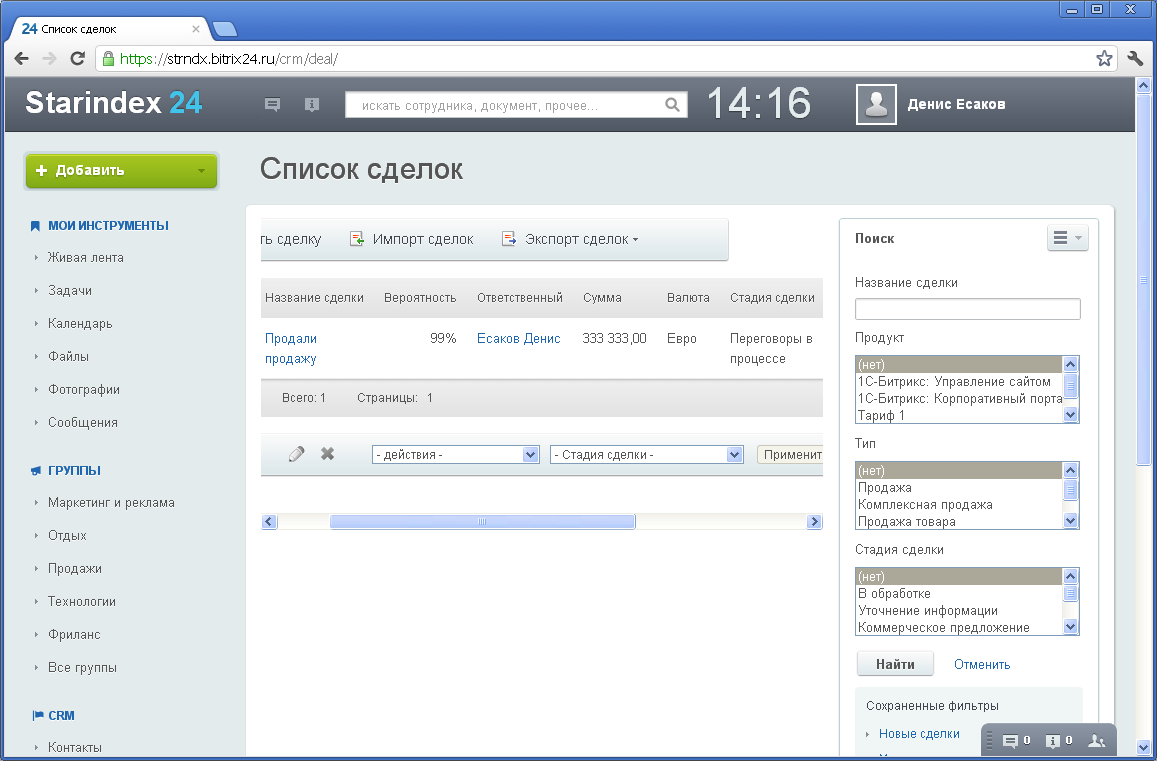 24 Список сделок
https://strndx.bitrix24.ru/crm/deal/
Starindex 24
искать сотрудника, документ, прочее...
14:16
Денис Есаков
Добавить
Список сделок
МОИ ИНСТРУМЕНТЫ
Живая лента
Задачи
Календарь
Файлы
Фотографии
Сообщения
ГРУППЫ
Маркетинг и реклама
Отдых
Продажи
Технологии
Фриланс
Все группы
CRM
Контакты
ть сделку Импорт сделок Экспорт сделок
Название сделки Вероятность Ответственный Сумма Валюта Стадия сделки
Продали 99% Есаков Денис 333 333,00 Евро Переговоры в
продажу процессе
Всего: 1 Страницы: 1
- действия - - Стадия сделки - Применит
Поиск
Название сделки
Продукт
(нет)
1С-Битрикс: Управление сайтом
1С-Битрикс: Корпоративный порта
Тариф 1
Тип
(нет)
Продажа
Комплексная продажа
Продажа товара
Стадия сделки
(нет)
В обработке
Уточнение информации
Коммерческое предложение
Найти Отменить
Сохраненные фильтры
Новые сделки
0 0